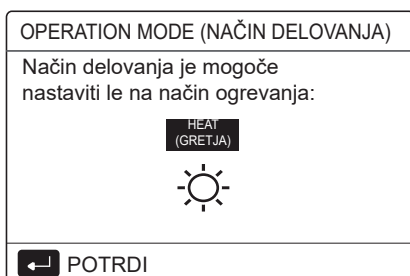 OPERATION MODE (NAČIN DELOVANJA)
Način delovanja je mogoče
nastaviti le na način ogrevanja:
HEAT
(GRETJA)
POTRDI